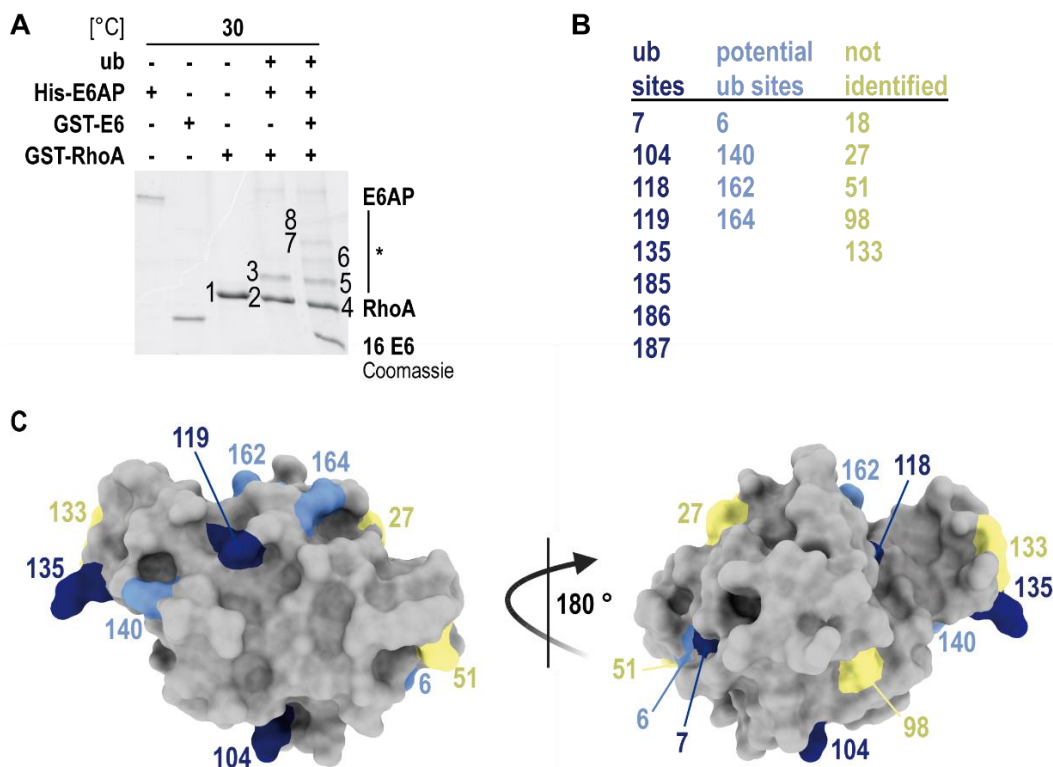 A
[°C] 30
ub - - - + +
His-E6AP + - - + +
GST-E6 - + - - +
GST-RhoA - - + + +
E6AP
8
7
*
6
3
5
1
2
RhoA
4
16 E6
Coomassie
B
ub potential not
sites ub sites identified
7 6 18
104 140 27
118 162 51
119 164 98
135 133
185
186
187
C
119
162
164
133
27
135
140
51
6
104
180 °
162
118
27
133
135
140
51
6
7
98
104